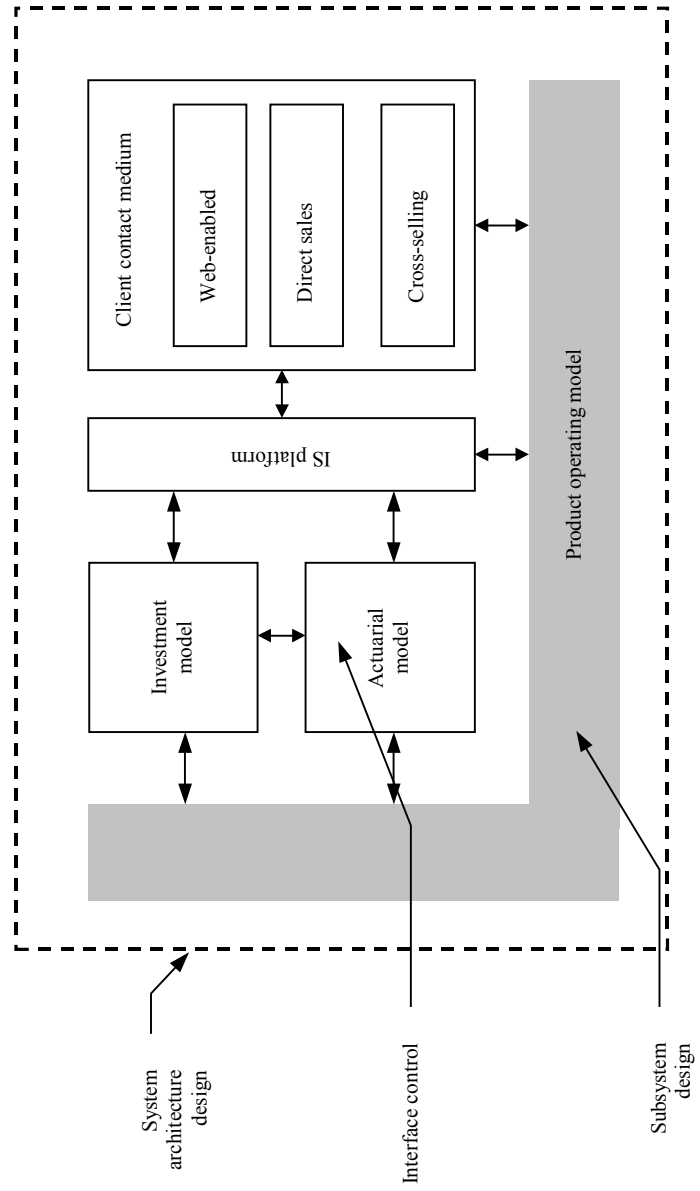 Client contact medium
Web-enabled
Direct sales
Cross-selling
IS platform
Investment
model
Actuarial
model
Product operating model
System
architecture
design
Interface control
Subsystem
design